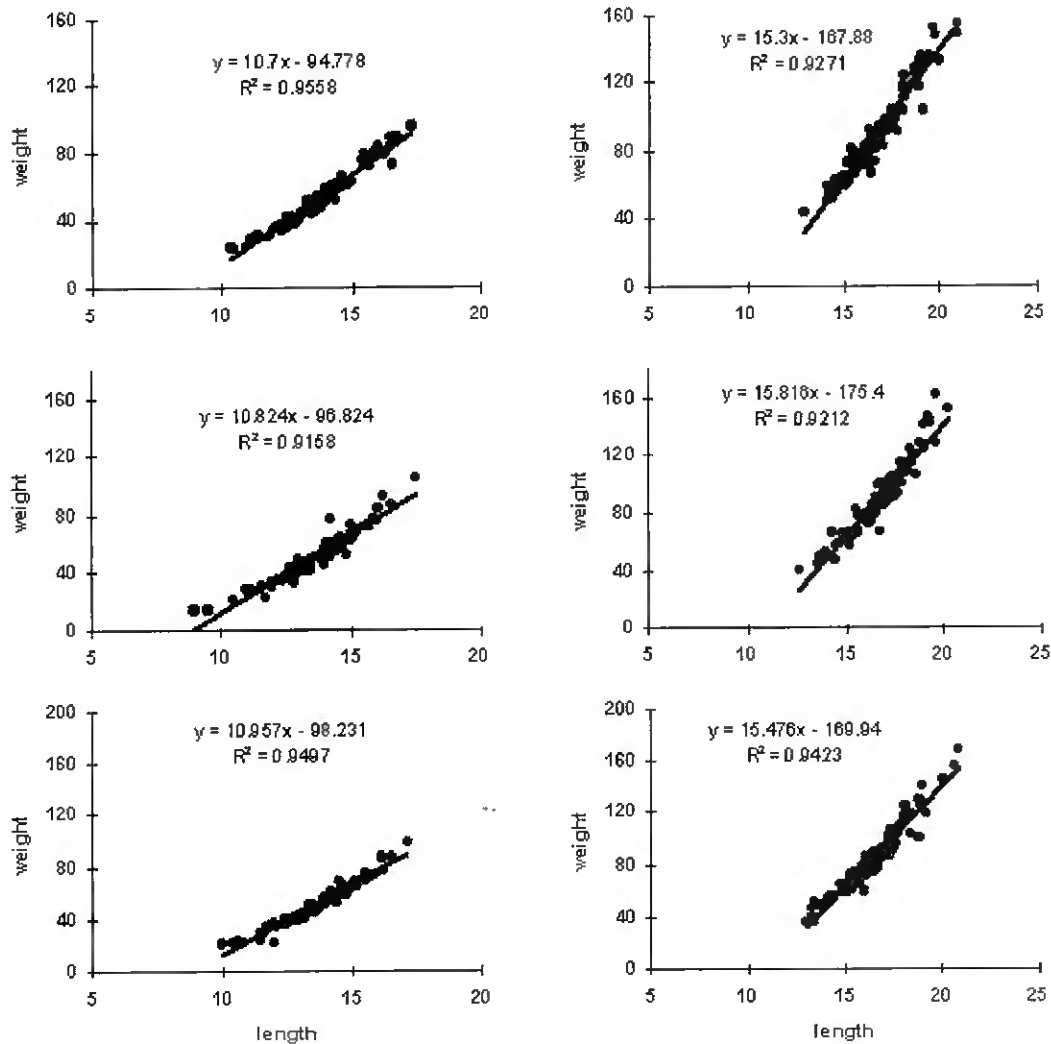 160
120
80
40
0
weight
y = 10.7x - 94.778
R² = 0.9558
5 10 15 20
160
120
80
40
0
weight
y = 15.3x - 167.88
R² = 0.9271
5 10 15 20 25
160
120
80
40
0
weight
y = 10.824x - 96.824
R² = 0.9158
5 10 15 20
160
120
80
40
0
weight
y = 15.816x - 175.4
R² = 0.9212
5 10 15 20 25
200
160
120
80
40
0
weight
y = 10.957x - 98.231
R² = 0.9497
5 10 15 20
length
200
160
120
80
40
0
weight
y = 15.476x - 169.94
R² = 0.9423
5 10 15 20 25
length